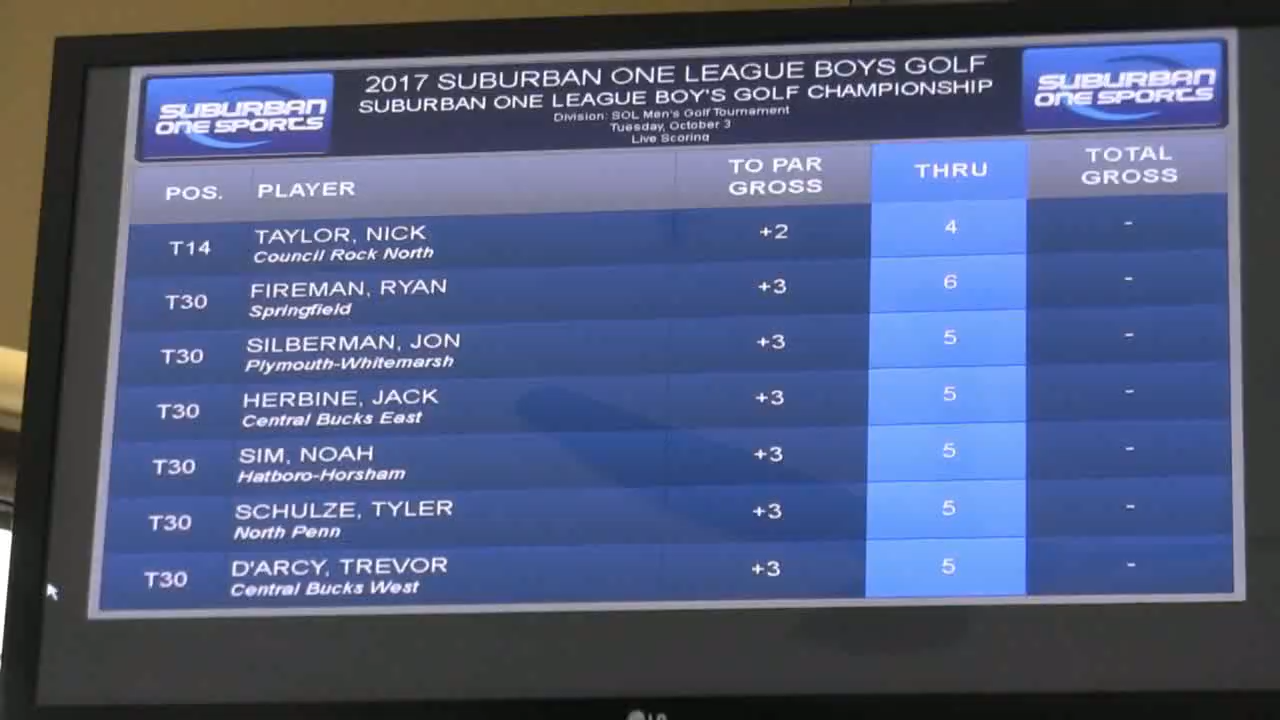 SUBURBAN
ONE SPORTS
2017 SUBURBAN ONE LEAGUE BOYS GOLF
SUBURBAN ONE LEAGUE BOY'S GOLF CHAMPIONSHIP
Division: SOL Men's Golf Tournament
Tuesday, October 3
Live Scoring
SUBURBAN
ONE SPORTS
POS. PLAYER TO PAR GROSS THRU TOTAL GROSS
T14 TAYLOR, NICK +2 4 -
Council Rock North
T30 FIREMAN, RYAN +3 6 -
Springfield
T30 SILBERMAN, JON +3 5 -
Plymouth-Whitemarsh
T30 HERBINE, JACK +3 5 -
Central Bucks East
T30 SIM, NOAH +3 5 -
Hatboro-Horsham
T30 SCHULZE, TYLER +3 5 -
North Penn
T30 D'ARCY, TREVOR +3 5 -
Central Bucks West
LG